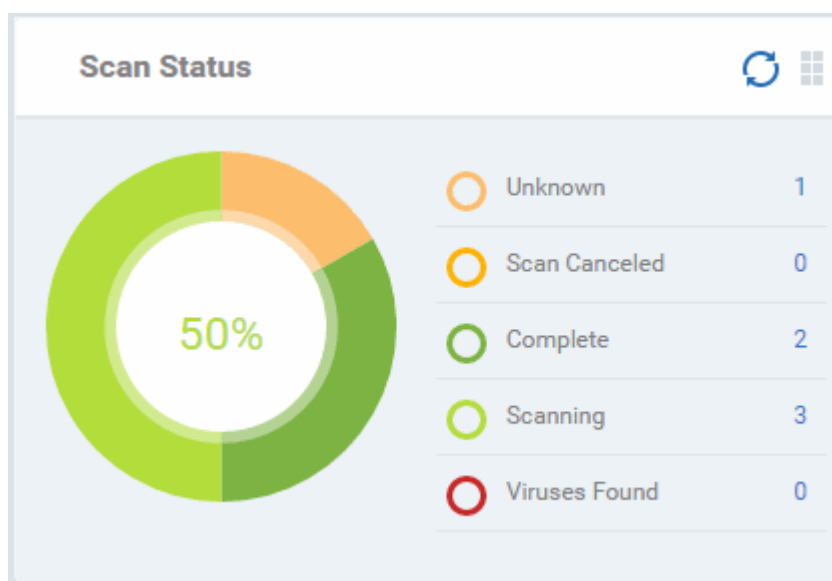 Scan Status
50%
Unknown 1
Scan Canceled 0
Complete 2
Scanning 3
Viruses Found 0